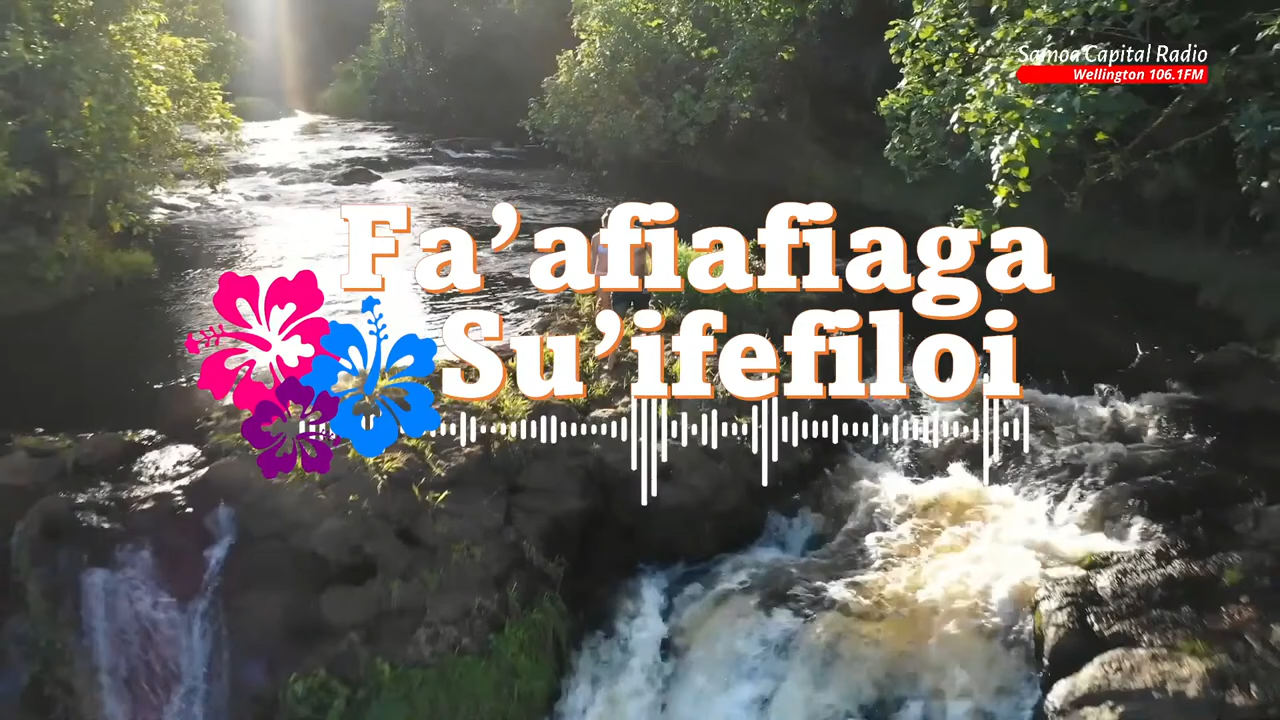 Samoa Capital Radio
Wellington 106.1FM
Fa’afiafiaga
Su’ifefiloi